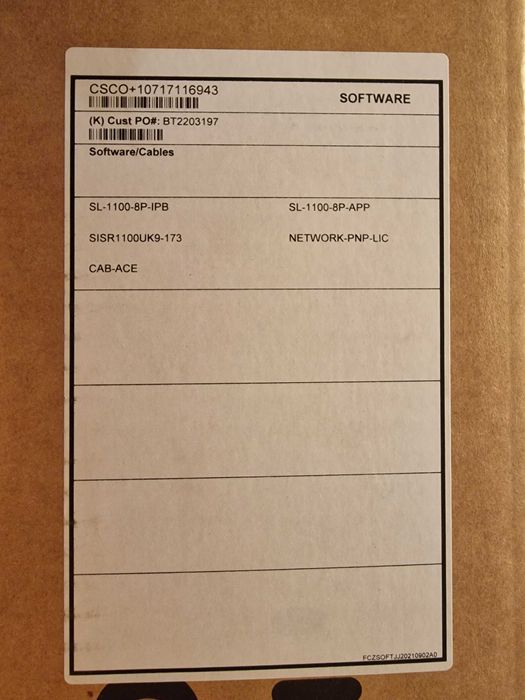 CSCO+10717116943
SOFTWARE
(K) Cust PO#: BT2203197
Software/Cables
SL-1100-8P-IPB SL-1100-8P-APP
SISR1100UK9-173 NETWORK-PNP-LIC
CAB-ACE
FCZSOFTJJ20210902A0